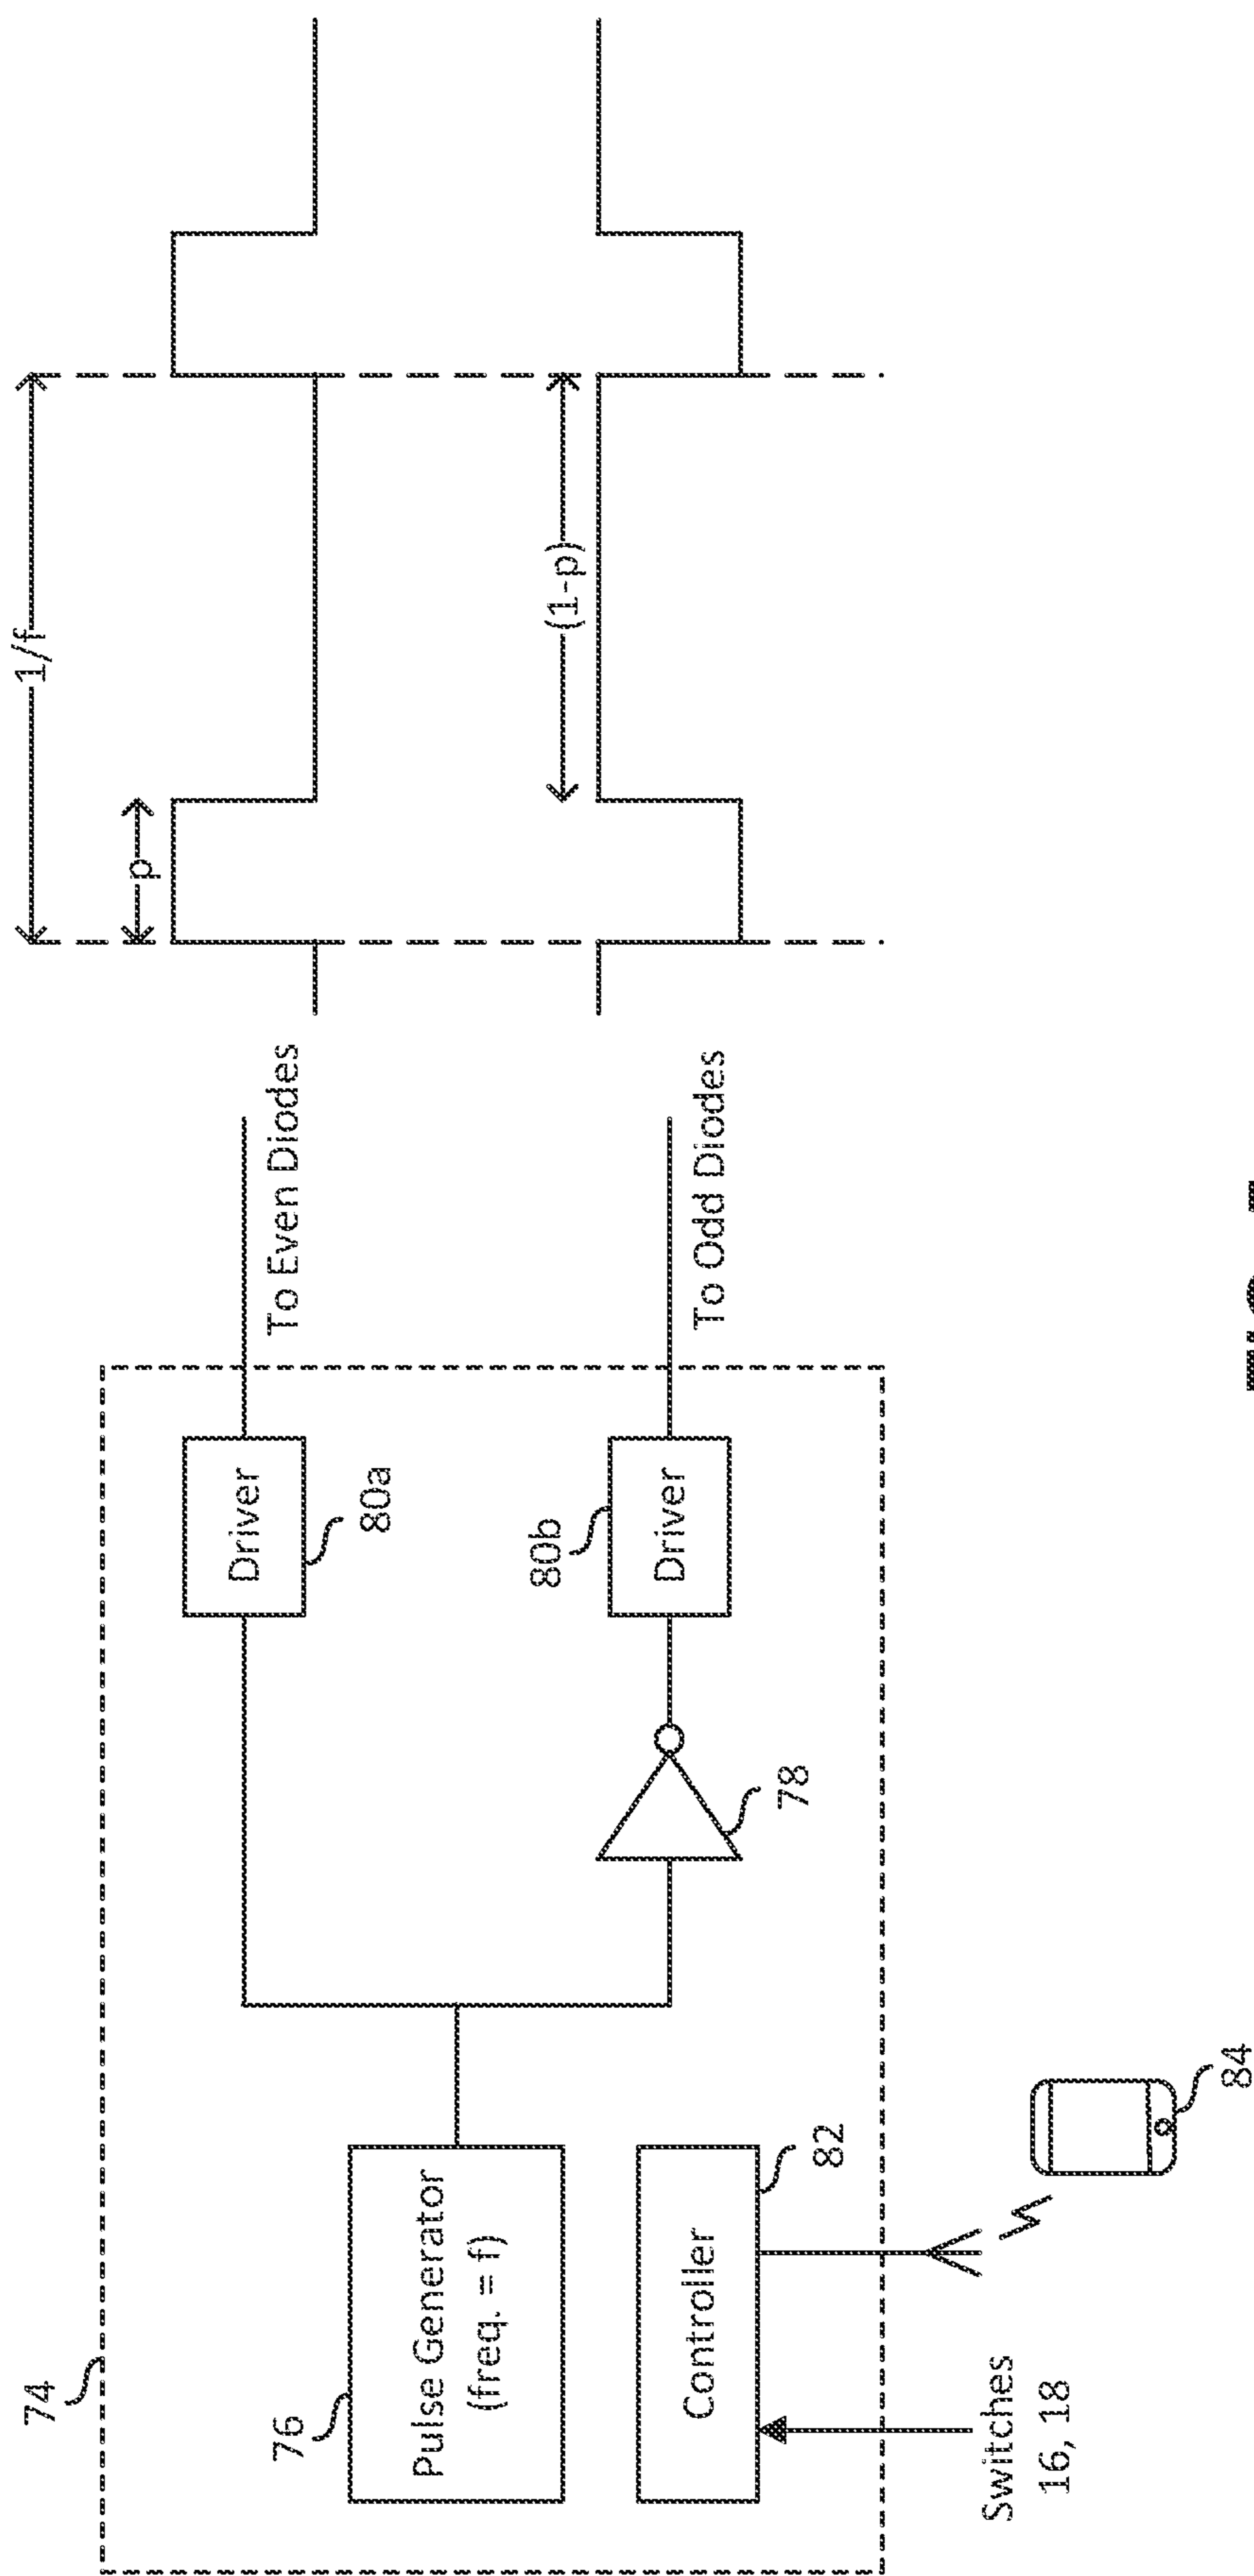 74
76
Pulse Generator
(freq. = f)
Controller
82
Switches
16, 18
84
78
Driver
80a
80b
Driver
To Even Diodes
To Odd Diodes
1/f
p
(1-p)